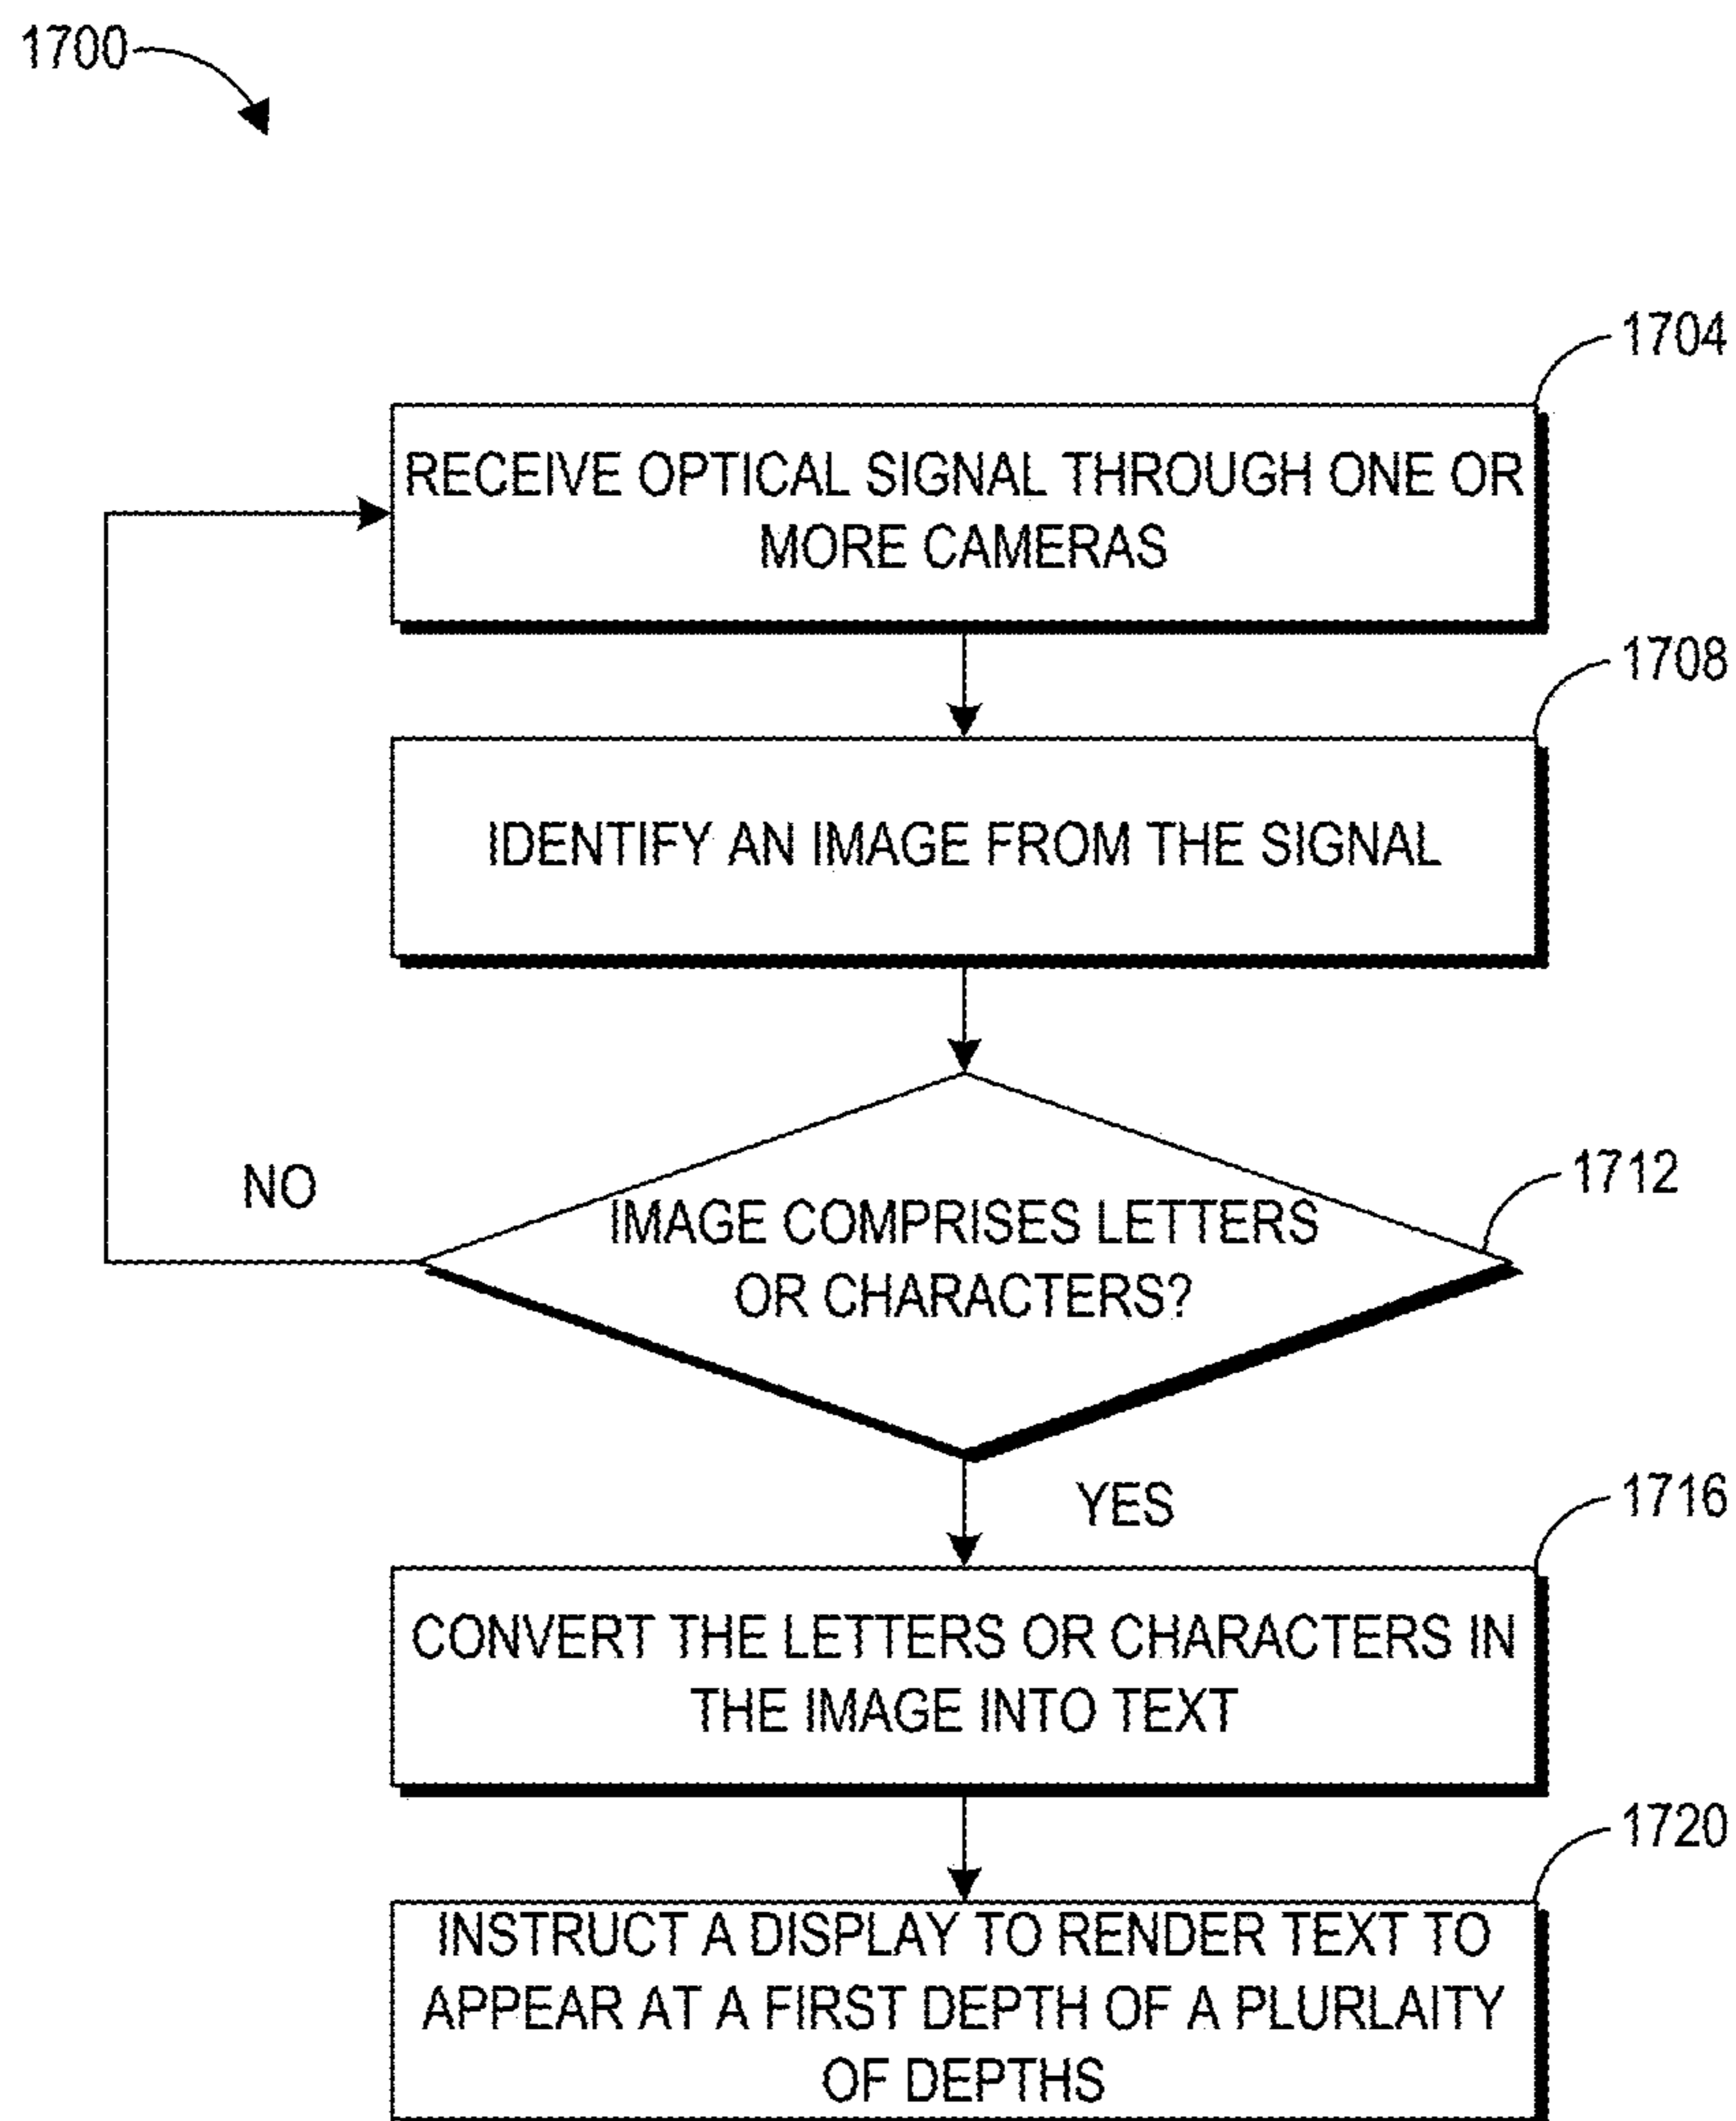 1700
1704
RECEIVE OPTICAL SIGNAL THROUGH ONE OR
MORE CAMERAS
1708
IDENTIFY AN IMAGE FROM THE SIGNAL
NO
1712
IMAGE COMPRISES LETTERS
OR CHARACTERS?
YES
1716
CONVERT THE LETTERS OR CHARACTERS IN
THE IMAGE INTO TEXT
1720
INSTRUCT A DISPLAY TO RENDER TEXT TO
APPEAR AT A FIRST DEPTH OF A PLURLAITY
OF DEPTHS